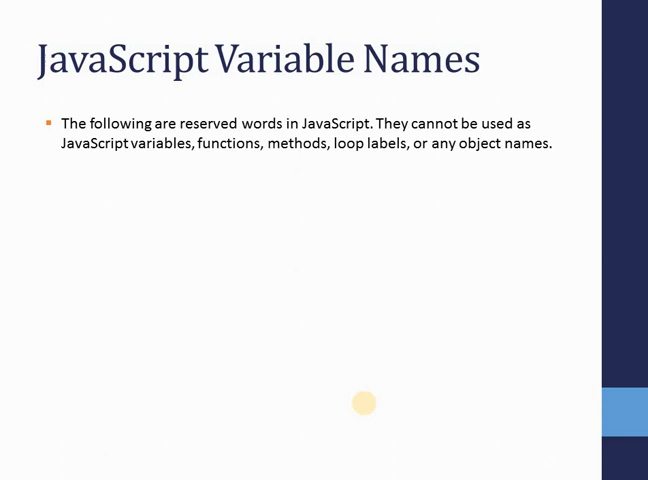 JavaScript Variable Names
The following are reserved words in JavaScript. They cannot be used as
JavaScript variables, functions, methods, loop labels, or any object names.